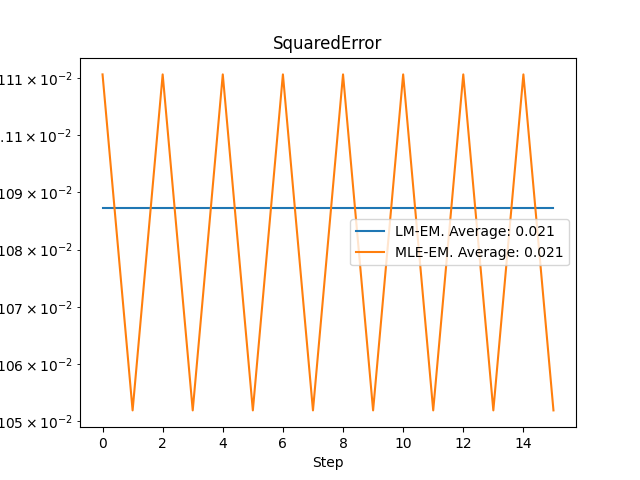 SquaredError
111 × 10⁻²
.11 × 10⁻²
109 × 10⁻²
108 × 10⁻²
107 × 10⁻²
106 × 10⁻²
105 × 10⁻²
LM-EM. Average: 0.021
MLE-EM. Average: 0.021
0 2 4 6 8 10 12 14
Step